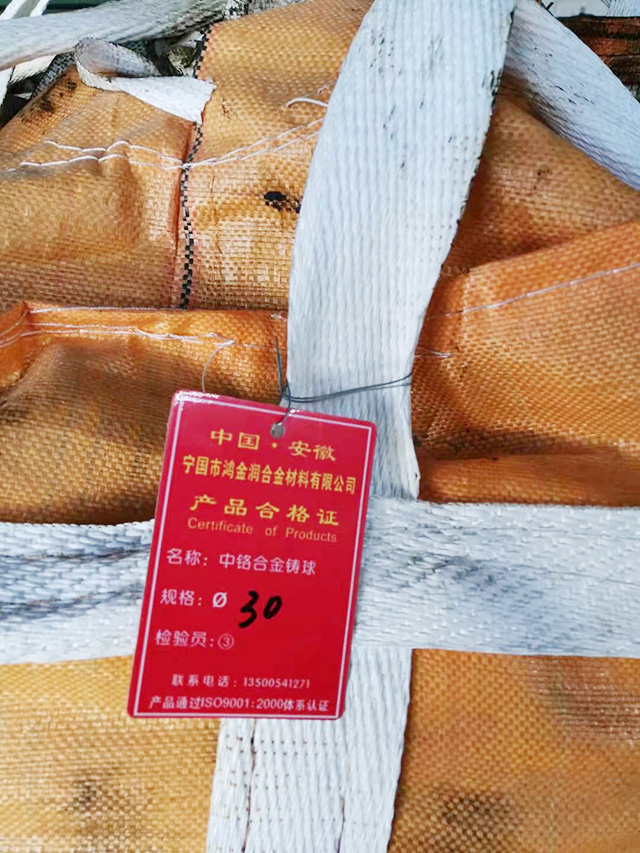 中国·安徽
宁国市鸿金润合金材料有限公司
产品合格证
Certificate of Products
名称：中铬合金铸球
规格：Ø 30
检验员：③
联系电话：13500541271
产品通过ISO9001:2000体系认证